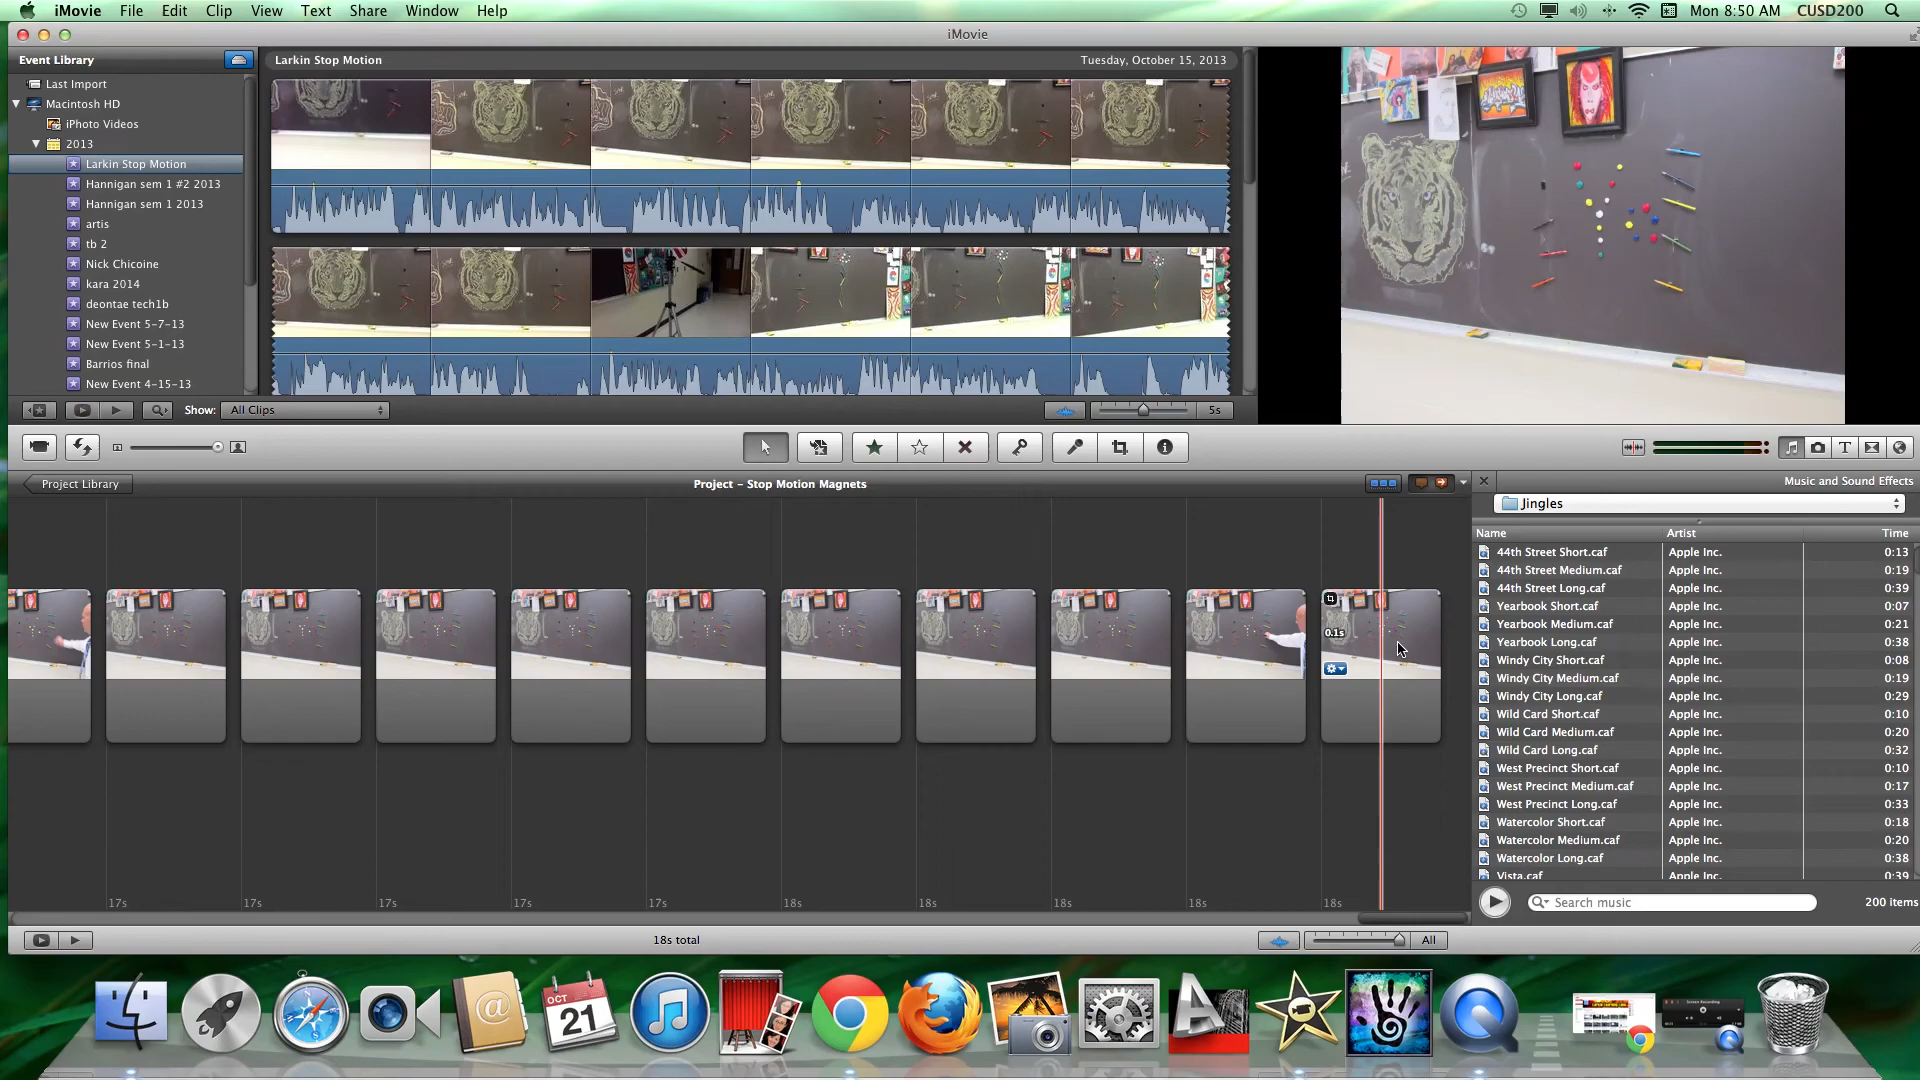 iMovie File Edit Clip View Text Share Window Help Mon 8:50 AM CUSD200
iMovie
Event Library
Larkin Stop Motion Tuesday, October 15, 2013
Last Import
Macintosh HD
iPhoto Videos
2013
Larkin Stop Motion
Hannigan sem 1 #2 2013
Hannigan sem 1 2013
artis
tb 2
Nick Chicoine
kara 2014
deontae tech1b
New Event 5-7-13
New Event 5-1-13
Barrios final
New Event 4-15-13
Show: All Clips 5s
Project Library Project – Stop Motion Magnets
Music and Sound Effects
Jingles
Name Artist Time
44th Street Short.caf Apple Inc. 0:13
44th Street Medium.caf Apple Inc. 0:19
44th Street Long.caf Apple Inc. 0:39
Yearbook Short.caf Apple Inc. 0:07
Yearbook Medium.caf Apple Inc. 0:21
Yearbook Long.caf Apple Inc. 0:38
Windy City Short.caf Apple Inc. 0:08
Windy City Medium.caf Apple Inc. 0:19
Windy City Long.caf Apple Inc. 0:29
Wild Card Short.caf Apple Inc. 0:10
Wild Card Medium.caf Apple Inc. 0:20
Wild Card Long.caf Apple Inc. 0:32
West Precinct Short.caf Apple Inc. 0:10
West Precinct Medium.caf Apple Inc. 0:17
West Precinct Long.caf Apple Inc. 0:33
Watercolor Short.caf Apple Inc. 0:18
Watercolor Medium.caf Apple Inc. 0:20
Watercolor Long.caf Apple Inc. 0:38
Vista.caf Apple Inc. 0:39
0.1s
17s 17s 17s 17s 17s 18s 18s 18s 18s 18s
Search music 200 items
18s total All
OCT
21